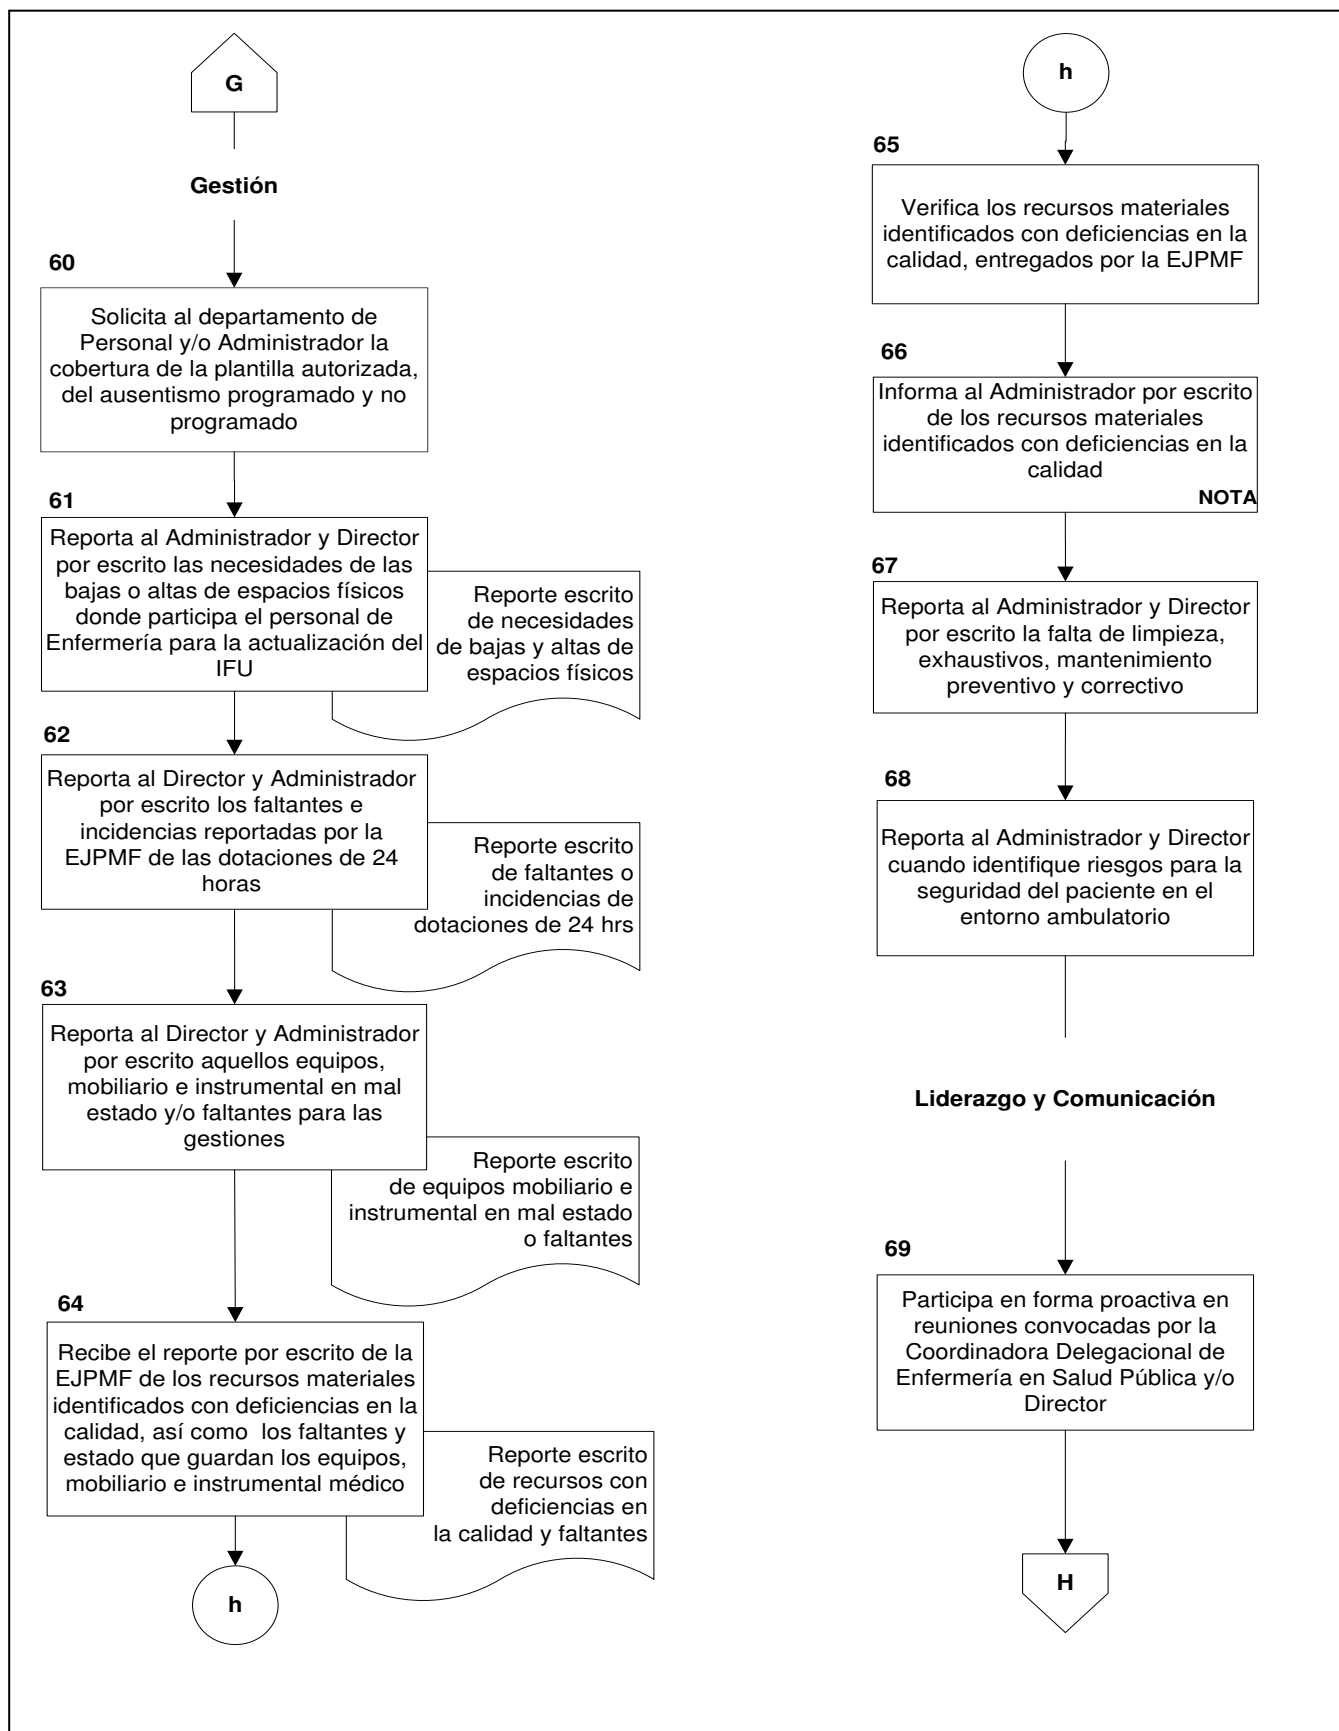 G
Gestión
60
Solicita al departamento de
Personal y/o Administrador la
cobertura de la plantilla autorizada,
del ausentismo programado y no
programado
61
Reporta al Administrador y Director
por escrito las necesidades de las
bajas o altas de espacios físicos
donde participa el personal de
Enfermería para la actualización del
IFU
Reporte escrito
de necesidades
de bajas y altas de
espacios físicos
62
Reporta al Director y Administrador
por escrito los faltantes e
incidencias reportadas por la
EJPMF de las dotaciones de 24
horas
Reporte escrito
de faltantes o
incidencias de
dotaciones de 24 hrs
63
Reporta al Director y Administrador
por escrito aquellos equipos,
mobiliario e instrumental en mal
estado y/o faltantes para las
gestiones
Reporte escrito
de equipos mobiliario e
instrumental en mal estado
o faltantes
64
Recibe el reporte por escrito de la
EJPMF de los recursos materiales
identificados con deficiencias en la
calidad, así como  los faltantes y
estado que guardan los equipos,
mobiliario e instrumental médico
Reporte escrito
de recursos con
deficiencias en
la calidad y faltantes
h
h
65
Verifica los recursos materiales
identificados con deficiencias en la
calidad, entregados por la EJPMF
66
Informa al Administrador por escrito
de los recursos materiales
identificados con deficiencias en la
calidad
NOTA
67
Reporta al Administrador y Director
por escrito la falta de limpieza,
exhaustivos, mantenimiento
preventivo y correctivo
68
Reporta al Administrador y Director
cuando identifique riesgos para la
seguridad del paciente en el
entorno ambulatorio
Liderazgo y Comunicación
69
Participa en forma proactiva en
reuniones convocadas por la
Coordinadora Delegacional de
Enfermería en Salud Pública y/o
Director
H